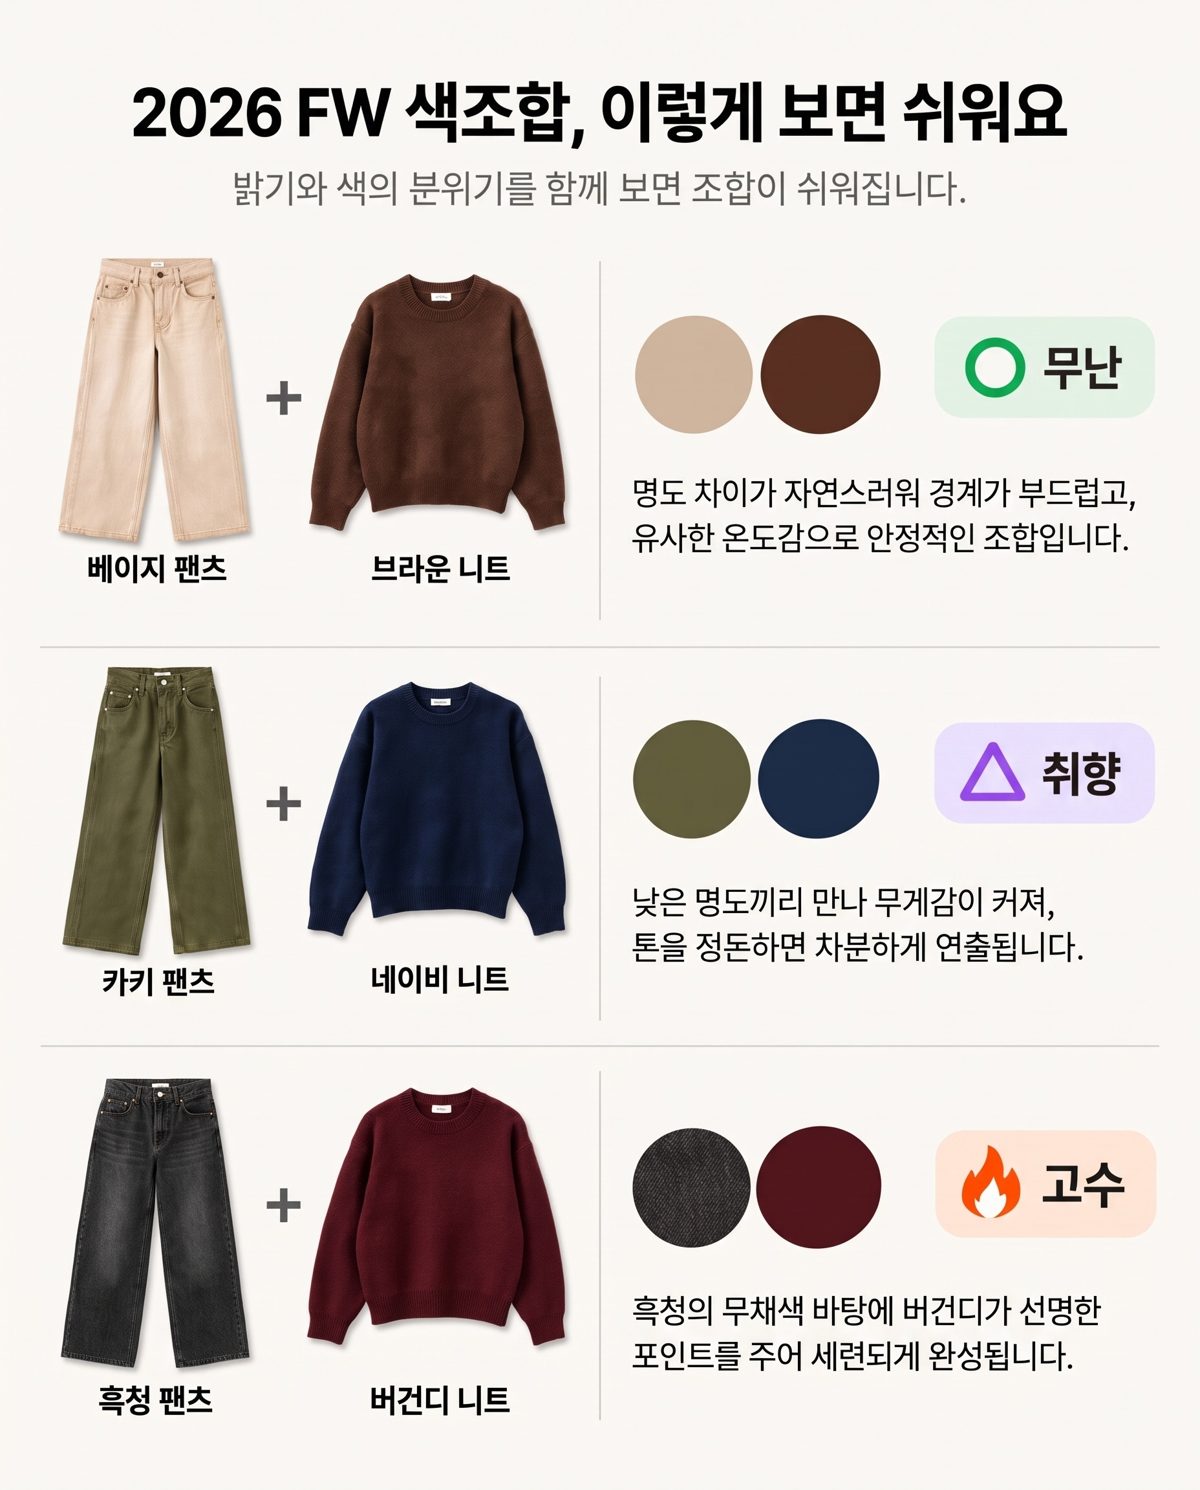 2026 FW 색조합, 이렇게 보면 쉬워요
밝기와 색의 분위기를 함께 보면 조합이 쉬워집니다.
베이지 팬츠
브라운 니트
무난
명도 차이가 자연스러워 경계가 부드럽고,
유사한 온도감으로 안정적인 조합입니다.
카키 팬츠
네이비 니트
취향
낮은 명도끼리 만나 무게감이 커져,
톤을 정돈하면 차분하게 연출됩니다.
흑청 팬츠
버건디 니트
고수
흑청의 무채색 바탕에 버건디가 선명한
포인트를 주어 세련되게 완성됩니다.